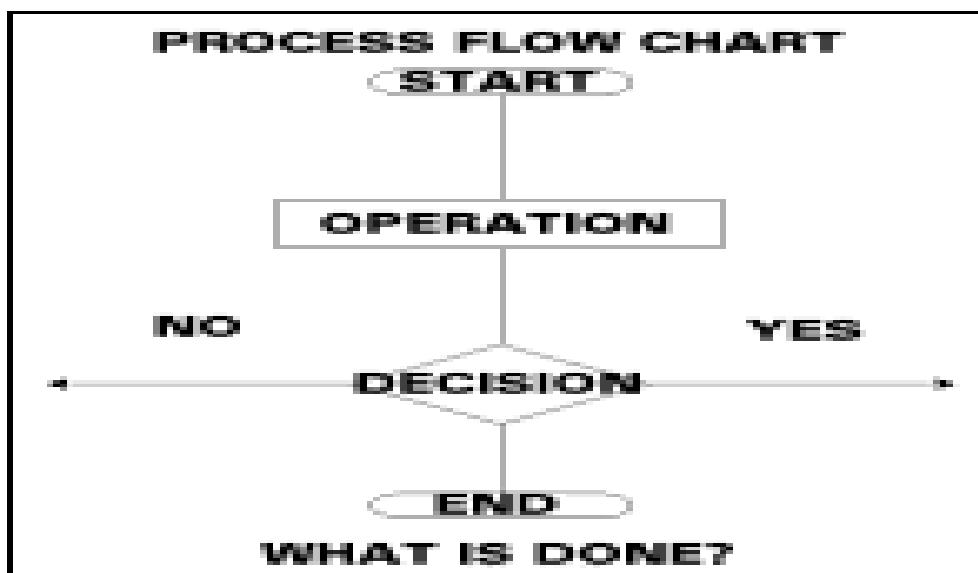 PROCESS FLOW CHART
START
OPERATION
NO
YES
DECISION
END
WHAT IS DONE?